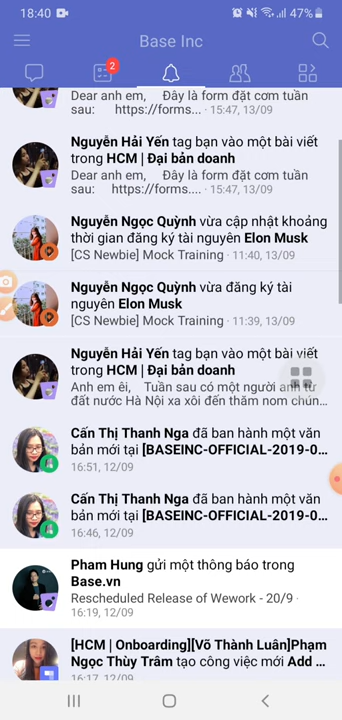 18:40
47%
Base Inc
2
Dear anh em, Đây là form đặt cơm tuần
sau: https://forms.... · 15:47, 13/09
Nguyễn Hải Yến tag bạn vào một bài viết
trong HCM | Đại bản doanh
Dear anh em, Đây là form đặt cơm tuần
sau: https://forms.... · 15:47, 13/09
Nguyễn Ngọc Quỳnh vừa cập nhật khoảng
thời gian đăng ký tài nguyên Elon Musk
[CS Newbie] Mock Training · 11:40, 13/09
Nguyễn Ngọc Quỳnh vừa đăng ký tài
nguyên Elon Musk
[CS Newbie] Mock Training · 11:39, 13/09
Nguyễn Hải Yến tag bạn vào một bài viết
trong HCM | Đại bản doanh
Anh em êi, Tuần sau có một người anh từ
đất nước Hà Nội xa xôi đến thăm nom chún...
Cấn Thị Thanh Nga đã ban hành một văn
bản mới tại [BASEINC-OFFICIAL-2019-0...
16:51, 12/09
Cấn Thị Thanh Nga đã ban hành một văn
bản mới tại [BASEINC-OFFICIAL-2019-0...
16:46, 12/09
Pham Hung gửi một thông báo trong
Base.vn
Rescheduled Release of Wework - 20/9 ·
16:19, 12/09
[HCM | Onboarding][Võ Thành Luân]Phạm
Ngọc Thùy Trâm tạo công việc mới Add ...
16:17, 12/09